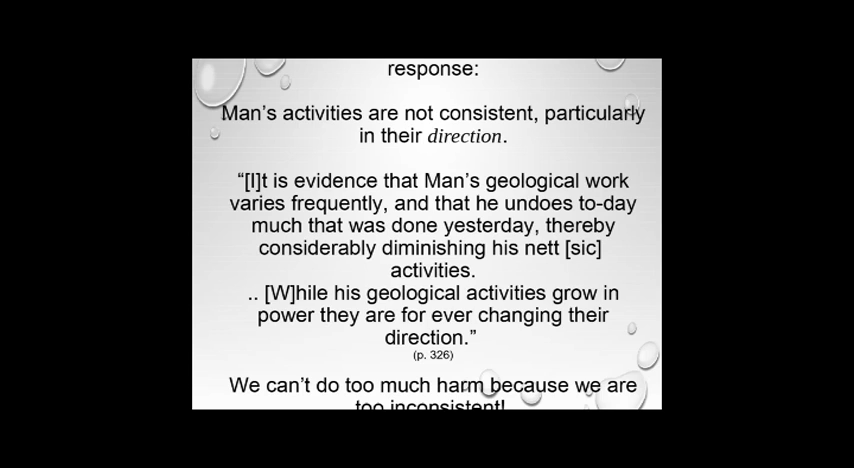 response:
Man’s activities are not consistent, particularly
in their direction.
“[I]t is evidence that Man’s geological work
varies frequently, and that he undoes to-day
much that was done yesterday, thereby
considerably diminishing his nett [sic]
activities.
.. [W]hile his geological activities grow in
power they are for ever changing their
direction.”
(p. 326)
We can’t do too much harm because we are
too inconsistent!